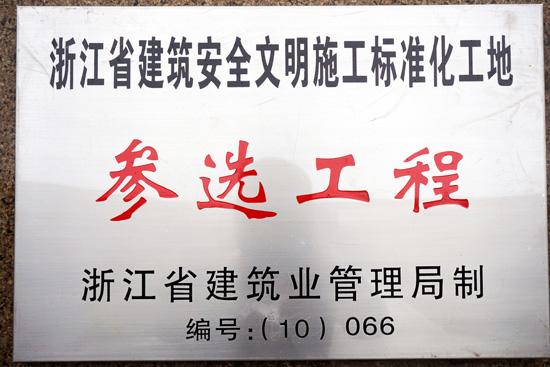 浙江省建筑安全文明施工标准化工地
参选工程
浙江省建筑业管理局制
编号:(10) 066